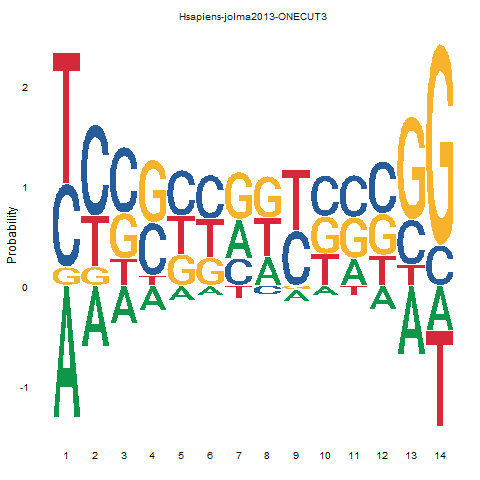 Hsapiens-jolma2013-ONECUT3
Probability
2
1
0
-1
T C G A
C T G A
C G T A
G C T A
C T G A
C T G A
G A C T
G T A C
T C G A
C G T A
C G A T
C G T A
G C T A
G C A T
1 2 3 4 5 6 7 8 9 10 11 12 13 14